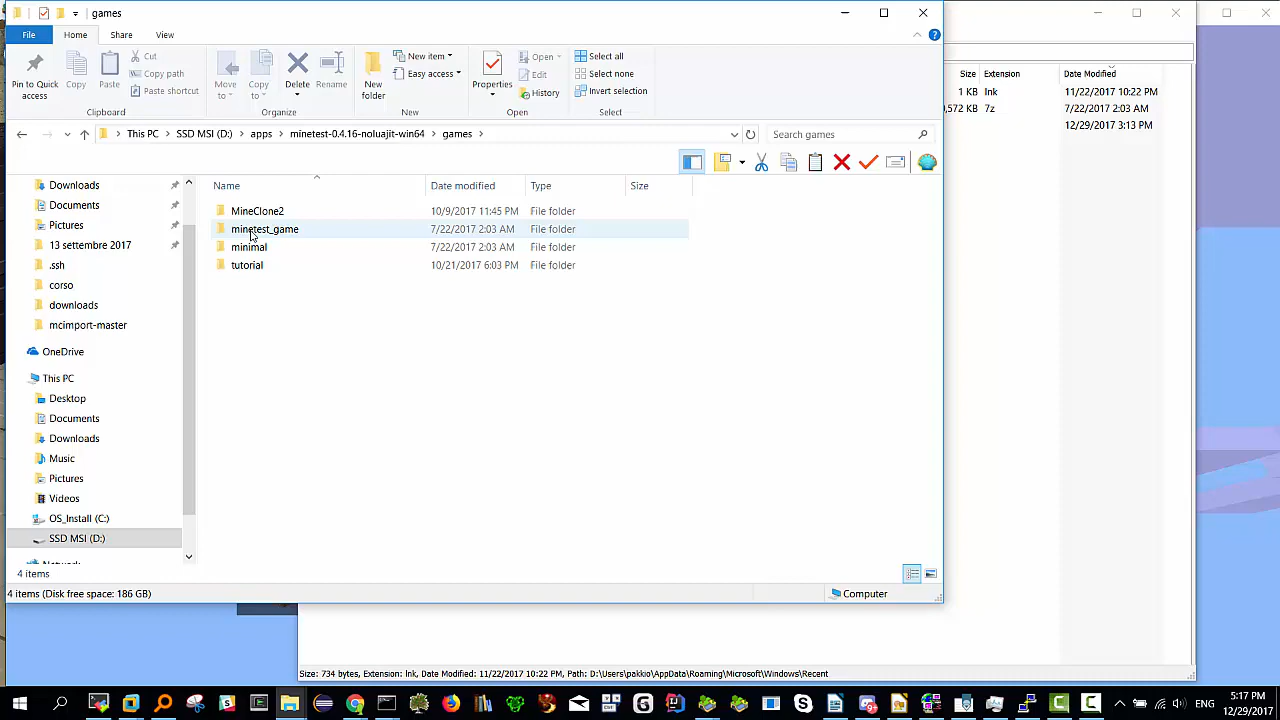 games
File
Home
Share
View
Pin to Quick access
Copy
Paste
Cut
Copy path
Paste shortcut
Clipboard
Move to
Copy to
Delete
Rename
Organize
New folder
New item
Easy access
New
Properties
Open
Edit
History
Open
Select all
Select none
Invert selection
Select
This PC
SSD MSI (D:)
apps
minetest-0.4.16-noluajit-win64
games
Search games
Downloads
Documents
Pictures
13 settembre 2017
.ssh
corso
downloads
mcimport-master
OneDrive
This PC
Desktop
Documents
Downloads
Music
Pictures
Videos
OS_Install (C:)
SSD MSI (D:)
Name Date modified Type Size
MineClone2 10/9/2017 11:45 PM File folder
minetest_game 7/22/2017 2:03 AM File folder
minimal 7/22/2017 2:03 AM File folder
tutorial 10/21/2017 6:03 PM File folder
4 items
4 items (Disk free space: 186 GB)
Computer
Size Extension Date Modified
1 KB lnk 11/22/2017 10:22 PM
,572 KB 7z 7/22/2017 2:03 AM
12/29/2017 3:13 PM
Size: 734 bytes, Extension: lnk, Date Modified: 11/22/2017 10:22 PM, Path: D:\Users\pakkio\AppData\Roaming\Microsoft\Windows\Recent
ENG
5:17 PM
12/29/2017